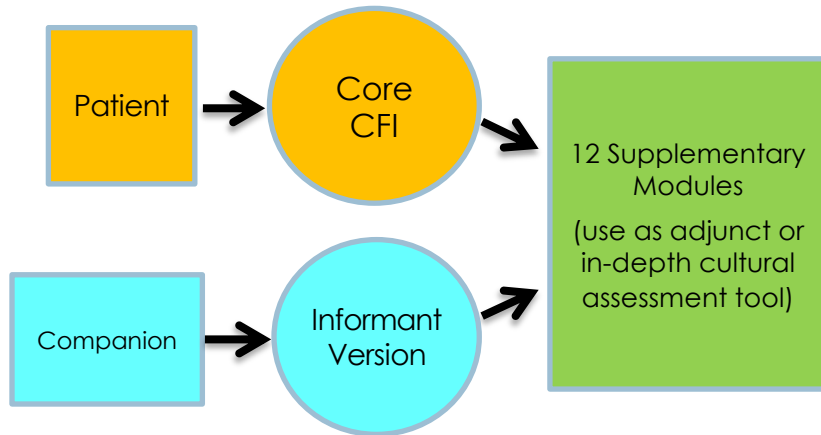 Patient
Core
CFI
12 Supplementary
Modules
(use as adjunct or
in-depth cultural
assessment tool)
Companion
Informant
Version